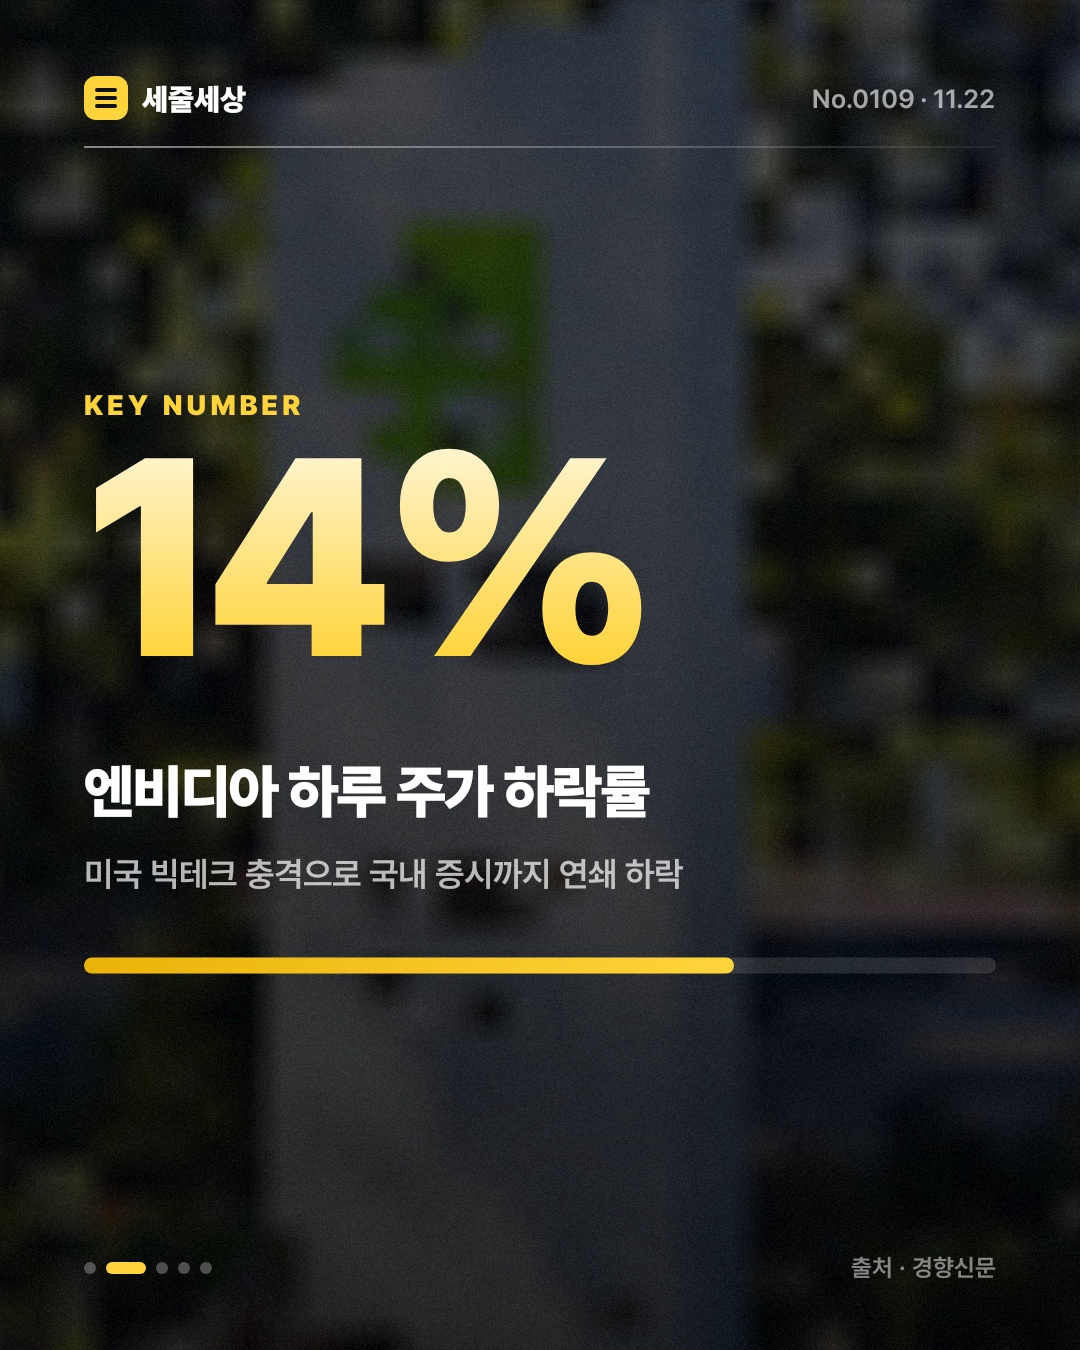 세줄세상
No.0109 · 11.22
KEY NUMBER
14%
엔비디아 하루 주가 하락률
미국 빅테크 충격으로 국내 증시까지 연쇄 하락
출처 · 경향신문